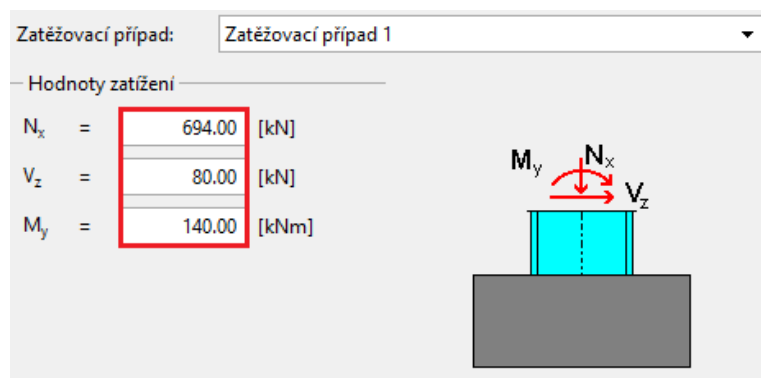 Zatěžovací případ: Zatěžovací případ 1
Hodnoty zatížení
Nx = 694.00 [kN]
Vz = 80.00 [kN]
My = 140.00 [kNm]
My Nx Vz